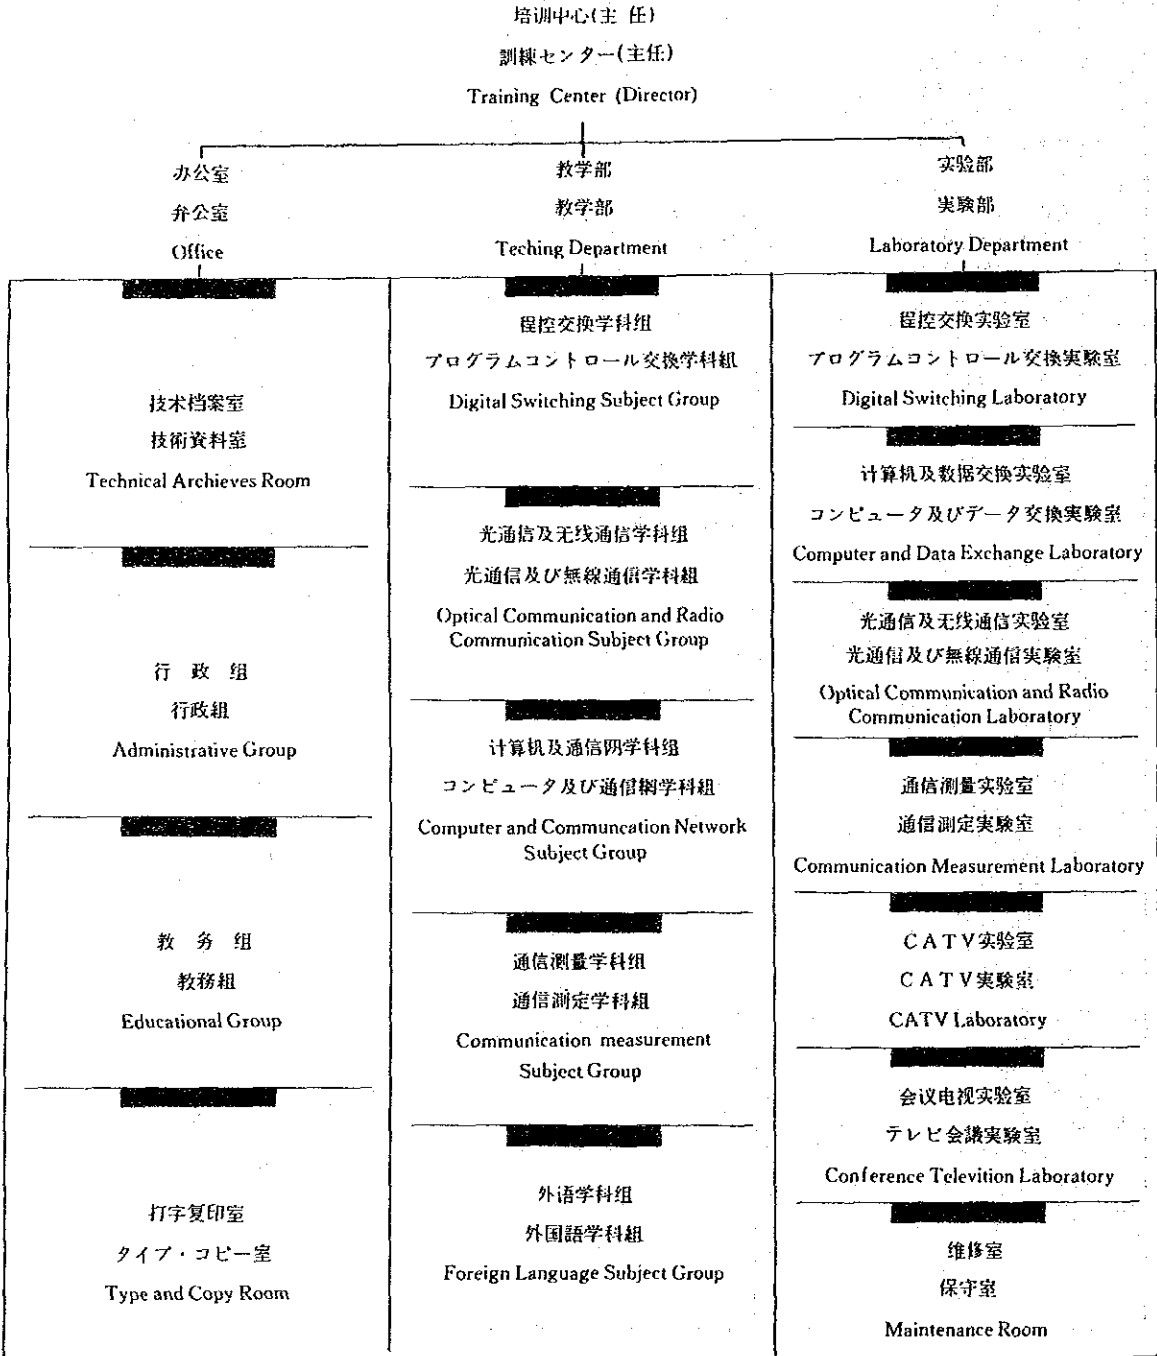 培训中心(主 任)
訓練センター(主任)
Training Center (Director)
办公室
弁公室
Office
教学部
教学部
Teching Department
实验部
実験部
Laboratory Department
技术档案室
技術資料室
Technical Archieves Room
行 政 组
行政組
Administrative Group
教 务 组
教務組
Educational Group
打字复印室
タイプ・コピー室
Type and Copy Room
程控交换学科组
プログラムコントロール交換学科組
Digital Switching Subject Group
光通信及无线通信学科组
光通信及び無線通信学科組
Optical Communication and Radio
Communication Subject Group
计算机及通信网学科组
コンピュータ及び通信網学科組
Computer and Communcation Network
Subject Group
通信测量学科组
通信測定学科組
Communication measurement
Subject Group
外语学科组
外国語学科組
Foreign Language Subject Group
程控交换实验室
プログラムコントロール交換実験室
Digital Switching Laboratory
计算机及数据交换实验室
コンピュータ及びデータ交換実験室
Computer and Data Exchange Laboratory
光通信及无线通信实验室
光通信及び無線通信実験室
Optical Communication and Radio
Communication Laboratory
通信测量实验室
通信測定実験室
Communication Measurement Laboratory
CATV实验室
CATV実験室
CATV Laboratory
会议电视实验室
テレビ会議実験室
Conference Televition Laboratory
维修室
保守室
Maintenance Room